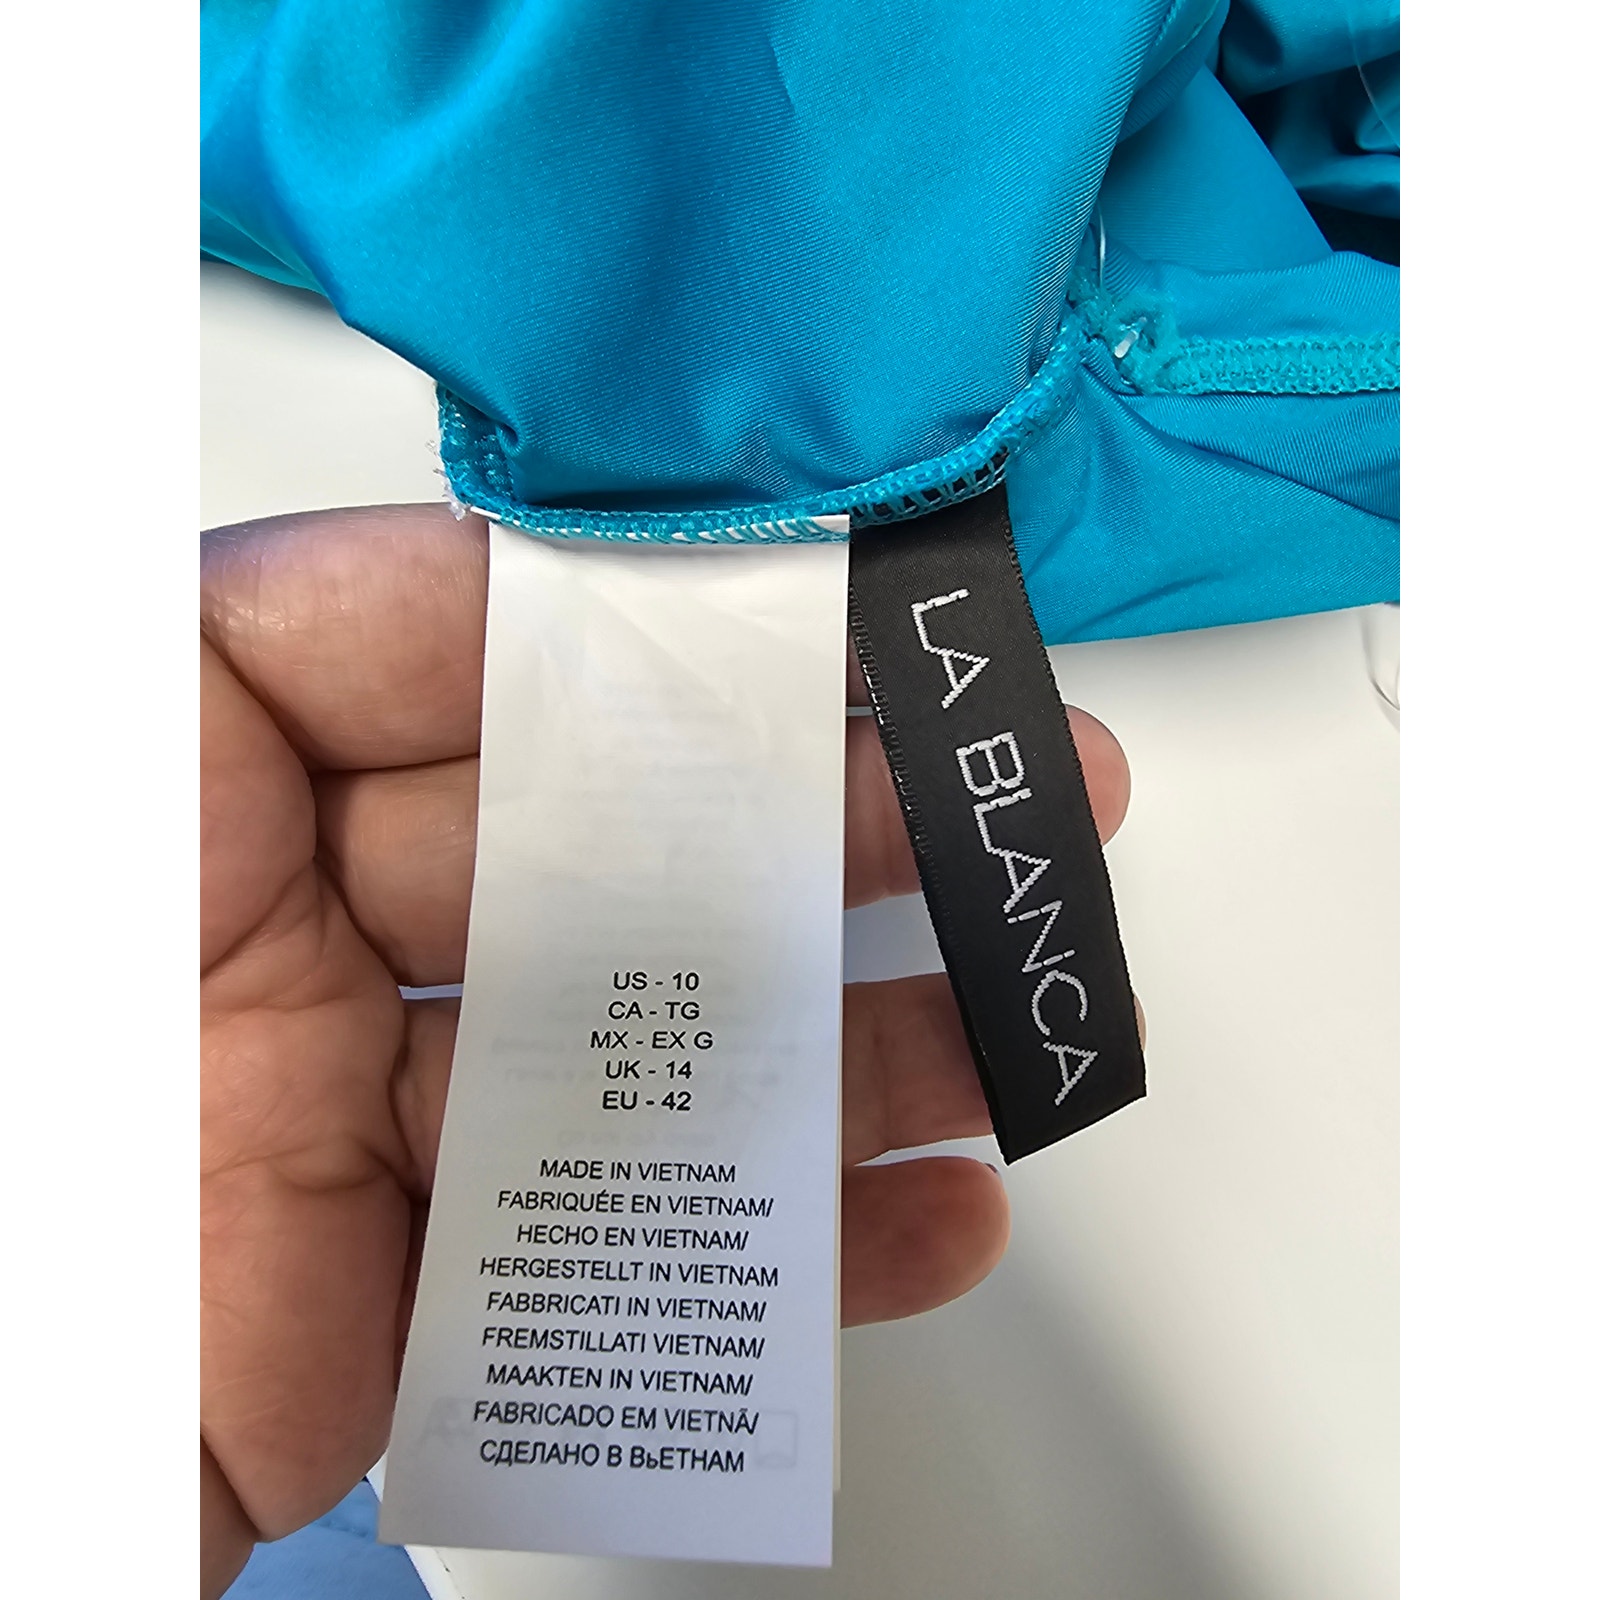 US - 10
CA - TG
MX - EX G
UK - 14
EU - 42
MADE IN VIETNAM
FABRIQUÉE EN VIETNAM/
HECHO EN VIETNAM/
HERGESTELLT IN VIETNAM
FABBRICATI IN VIETNAM/
FREMSTILLATI VIETNAM/
MAAKTEN IN VIETNAM/
FABRICADO EM VIETNÃ/
СДЕЛАНО В ВьЕТНАМ
LA BLANCA